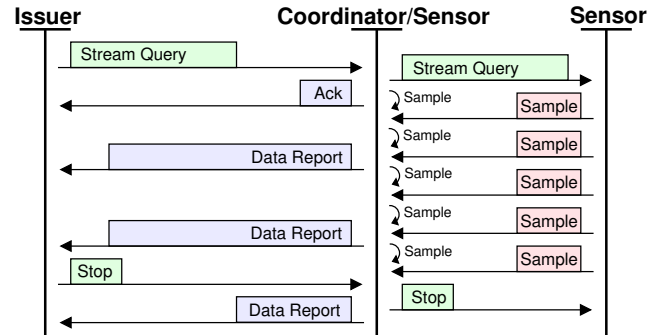 Issuer Coordinator/Sensor Sensor
Stream Query
Stream Query
Ack
Sample
Sample
Sample
Sample
Data Report
Sample
Sample
Sample
Sample
Data Report
Sample
Sample
Stop
Stop
Data Report